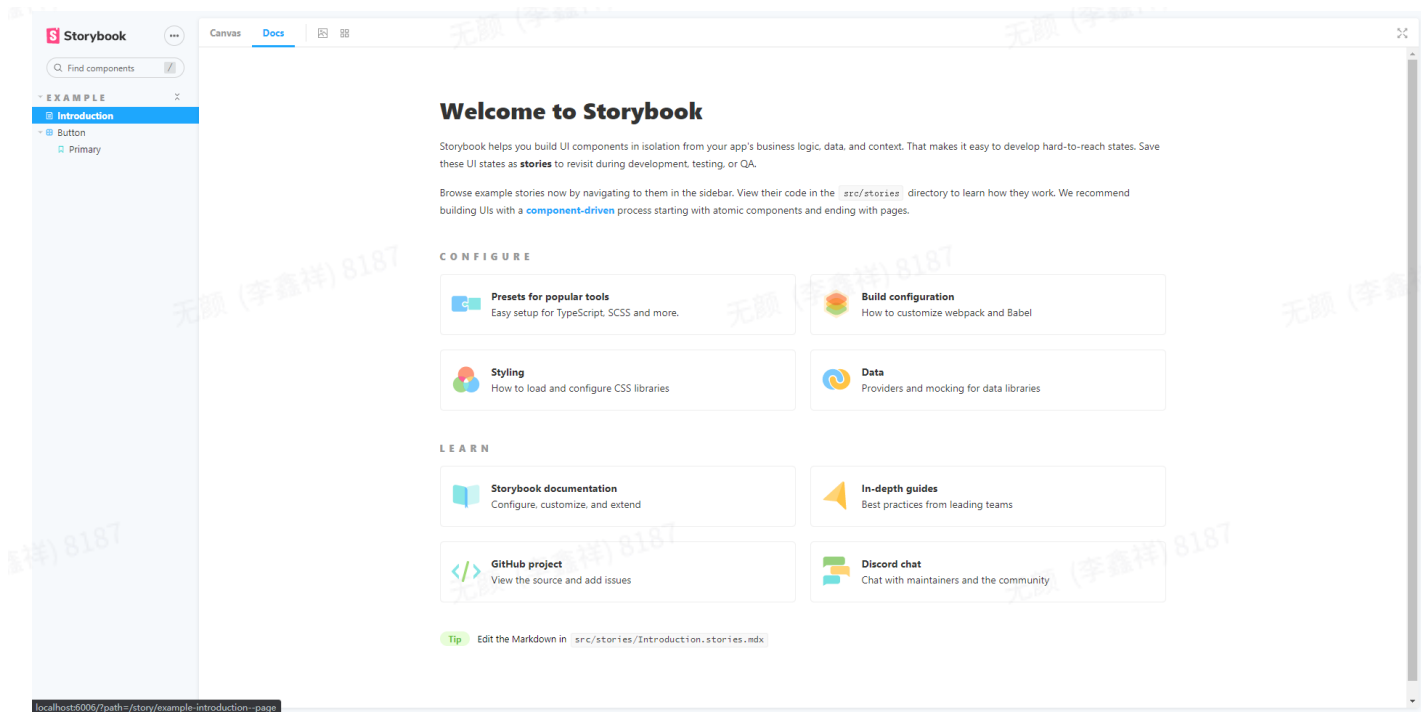 Storybook
Canvas
Docs
Find components
/
EXAMPLE
Introduction
Button
Primary
Welcome to Storybook
Storybook helps you build UI components in isolation from your app's business logic, data, and context. That makes it easy to develop hard-to-reach states. Save
these UI states as stories to revisit during development, testing, or QA.
Browse example stories now by navigating to them in the sidebar. View their code in the src/stories directory to learn how they work. We recommend
building UIs with a component-driven process starting with atomic components and ending with pages.
CONFIGURE
Presets for popular tools
Easy setup for TypeScript, SCSS and more.
Build configuration
How to customize webpack and Babel
Styling
How to load and configure CSS libraries
Data
Providers and mocking for data libraries
LEARN
Storybook documentation
Configure, customize, and extend
In-depth guides
Best practices from leading teams
GitHub project
View the source and add issues
Discord chat
Chat with maintainers and the community
Tip Edit the Markdown in src/stories/Introduction.stories.mdx
localhost:6006/?path=/story/example-introduction--page
无颜 (李鑫祥) 8187